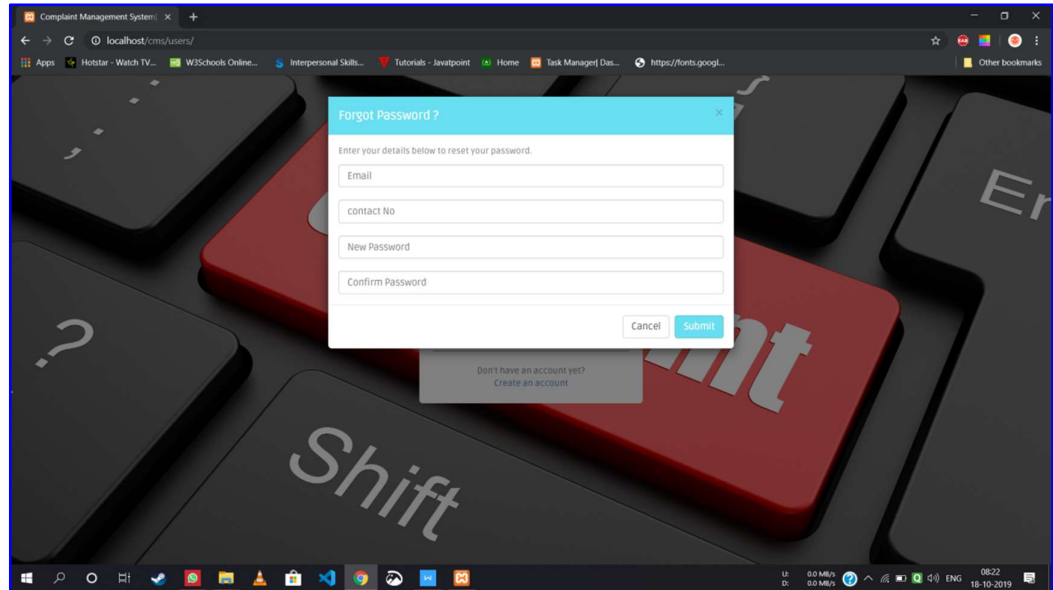 Complaint Management System|
localhost/cms/users/
Apps Hotstar - Watch TV... W3Schools Online... Interpersonal Skills... Tutorials - Javatpoint Home Task Manager| Das... https://fonts.googl... Other bookmarks
Forgot Password ?
Enter your details below to reset your password.
Email
contact No
New Password
Confirm Password
Cancel Submit
Don't have an account yet?
Create an account
?
Shift
U: 0.0 MB/s
D: 0.0 MB/s
ENG
08:22
18-10-2019